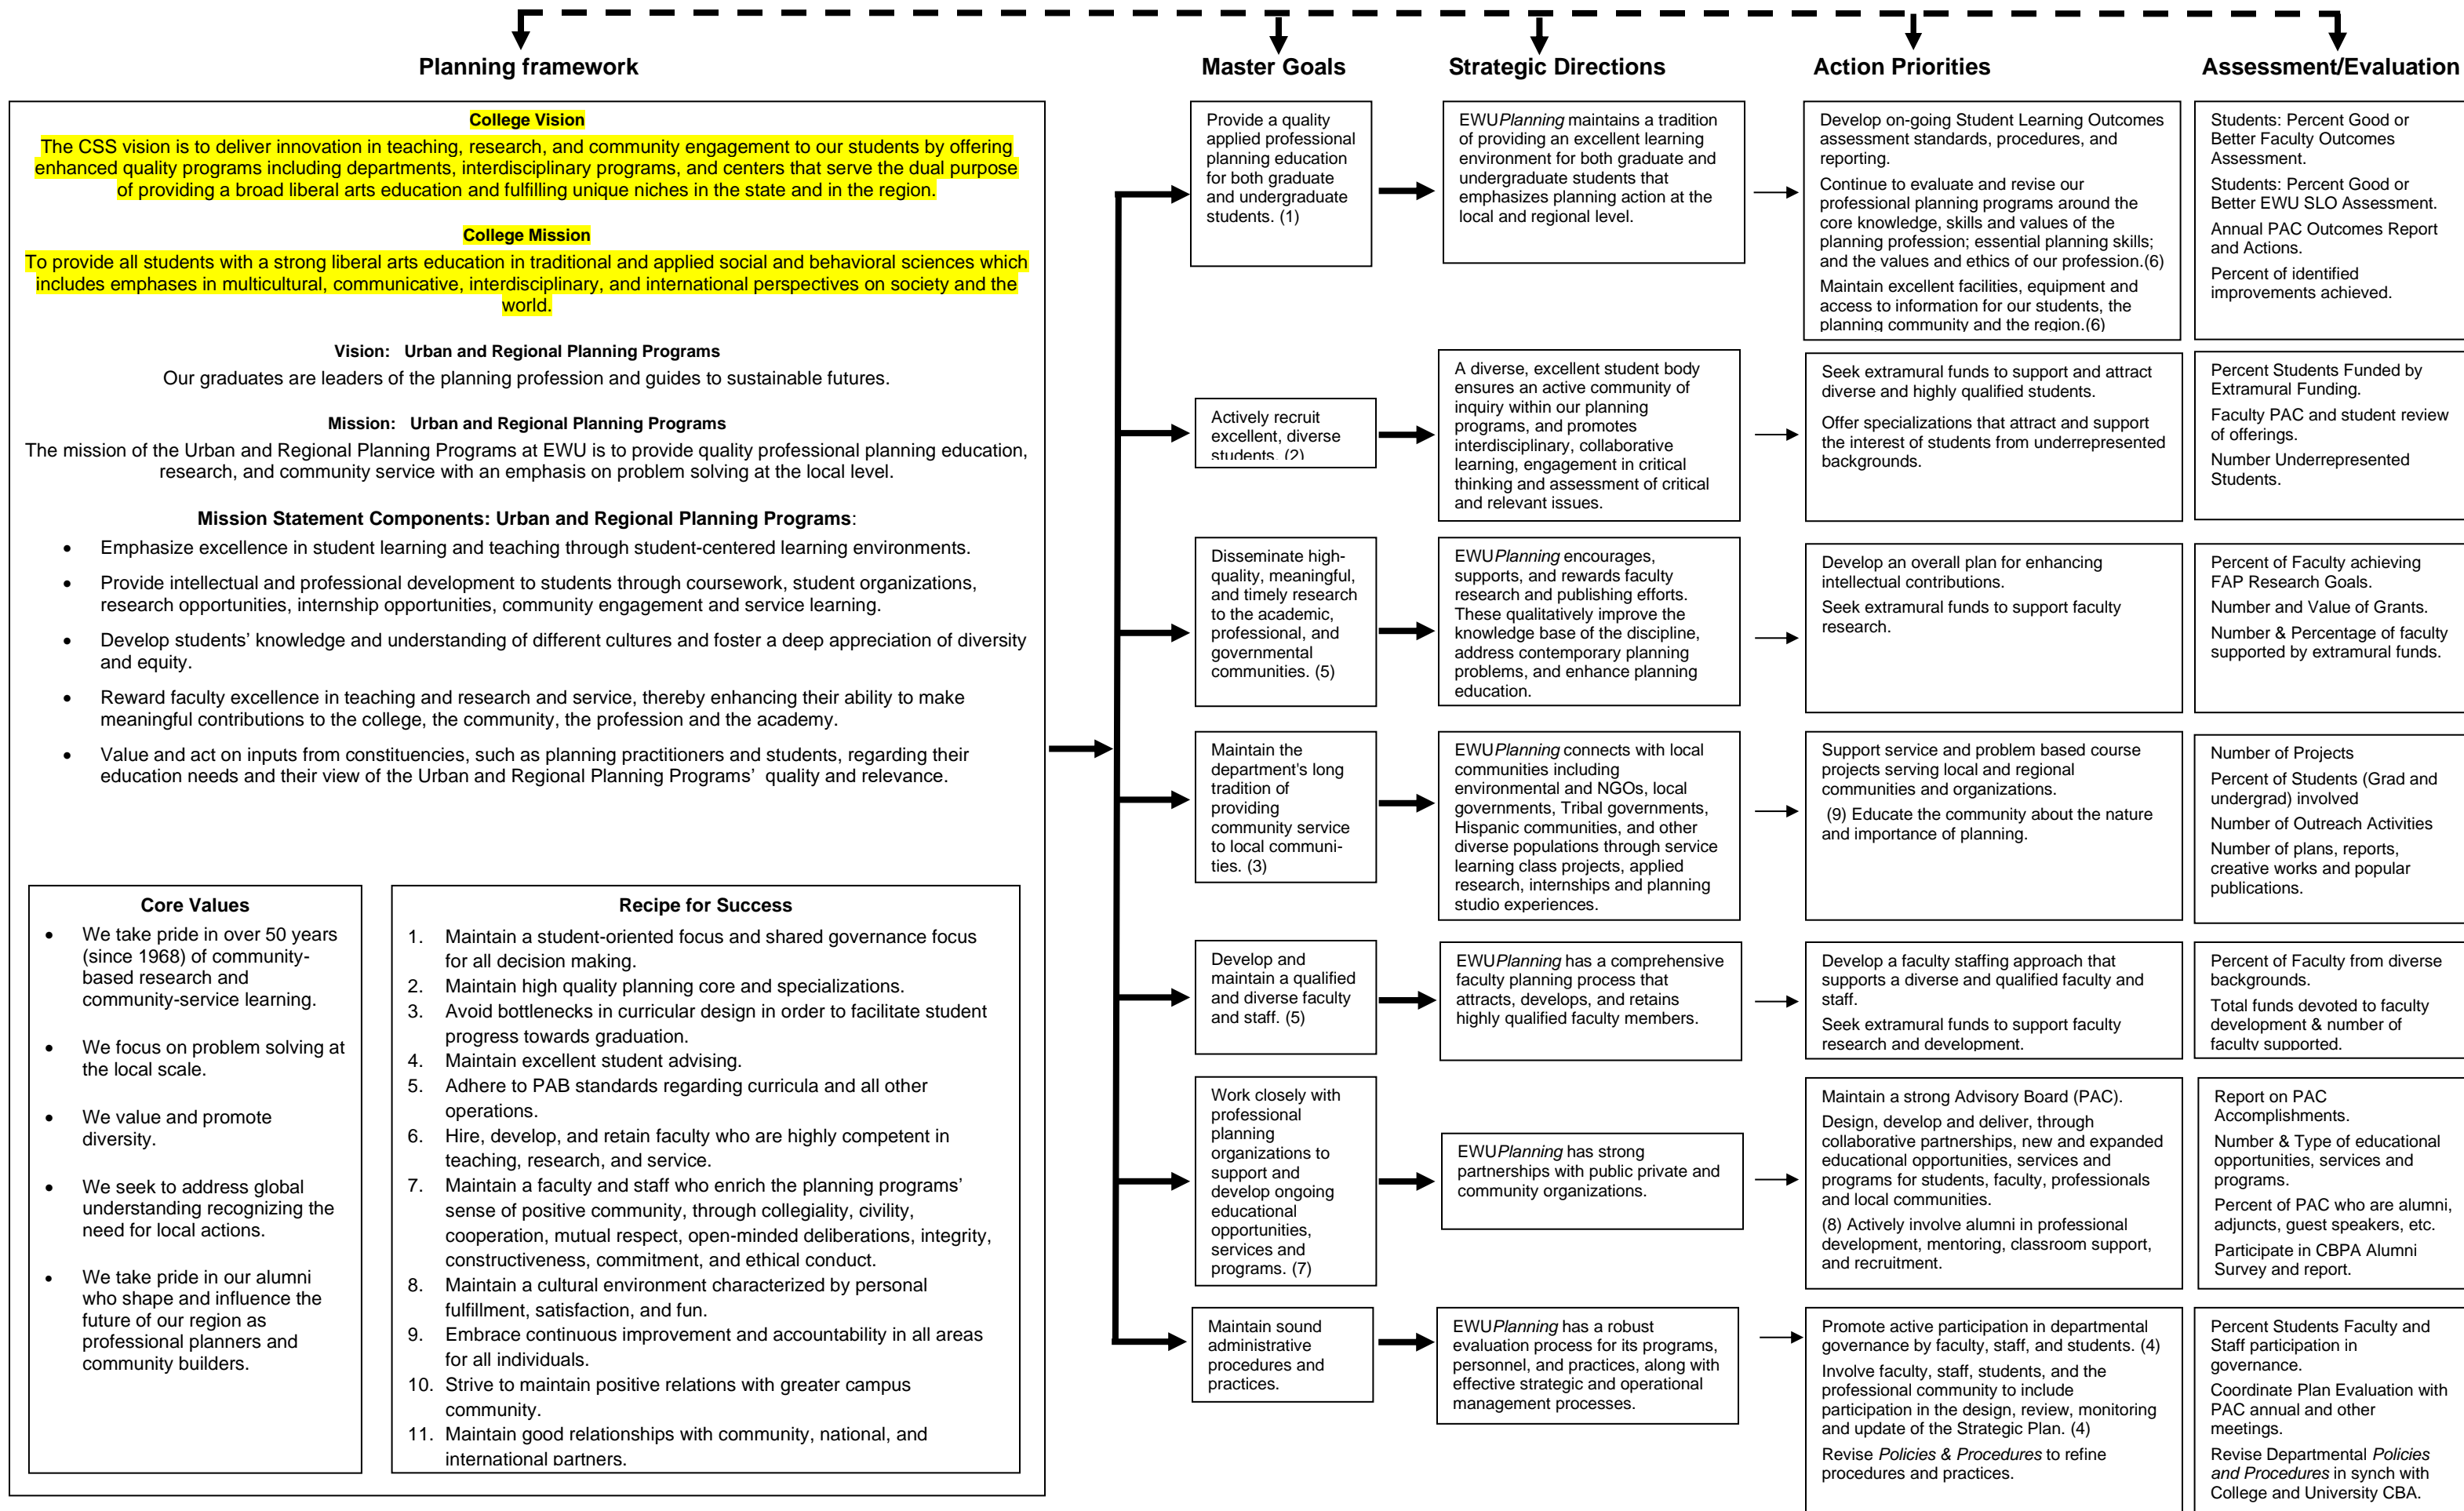 Planning framework
Master Goals
Strategic Directions
Action Priorities
Assessment/Evaluation
College Vision
The CSS vision is to deliver innovation in teaching, research, and community engagement to our students by offering
enhanced quality programs including departments, interdisciplinary programs, and centers that serve the dual purpose
of providing a broad liberal arts education and fulfilling unique niches in the state and in the region.
College Mission
To provide all students with a strong liberal arts education in traditional and applied social and behavioral sciences which
includes emphases in multicultural, communicative, interdisciplinary, and international perspectives on society and the
world.
Vision: Urban and Regional Planning Programs
Our graduates are leaders of the planning profession and guides to sustainable futures.
Mission: Urban and Regional Planning Programs
The mission of the Urban and Regional Planning Programs at EWU is to provide quality professional planning education,
research, and community service with an emphasis on problem solving at the local level.
Mission Statement Components: Urban and Regional Planning Programs:
• Emphasize excellence in student learning and teaching through student-centered learning environments.
• Provide intellectual and professional development to students through coursework, student organizations,
research opportunities, internship opportunities, community engagement and service learning.
• Develop students' knowledge and understanding of different cultures and foster a deep appreciation of diversity
and equity.
• Reward faculty excellence in teaching and research and service, thereby enhancing their ability to make
meaningful contributions to the college, the community, the profession and the academy.
• Value and act on inputs from constituencies, such as planning practitioners and students, regarding their
education needs and their view of the Urban and Regional Planning Programs' quality and relevance.
Core Values
• We take pride in over 50 years
(since 1968) of community-
based research and
community-service learning.
• We focus on problem solving at
the local scale.
• We value and promote
diversity.
• We seek to address global
understanding recognizing the
need for local actions.
• We take pride in our alumni
who shape and influence the
future of our region as
professional planners and
community builders.
Recipe for Success
1. Maintain a student-oriented focus and shared governance focus
for all decision making.
2. Maintain high quality planning core and specializations.
3. Avoid bottlenecks in curricular design in order to facilitate student
progress towards graduation.
4. Maintain excellent student advising.
5. Adhere to PAB standards regarding curricula and all other
operations.
6. Hire, develop, and retain faculty who are highly competent in
teaching, research, and service.
7. Maintain a faculty and staff who enrich the planning programs'
sense of positive community, through collegiality, civility,
cooperation, mutual respect, open-minded deliberations, integrity,
constructiveness, commitment, and ethical conduct.
8. Maintain a cultural environment characterized by personal
fulfillment, satisfaction, and fun.
9. Embrace continuous improvement and accountability in all areas
for all individuals.
10. Strive to maintain positive relations with greater campus
community.
11. Maintain good relationships with community, national, and
international partners.
Provide a quality
applied professional
planning education
for both graduate
and undergraduate
students. (1)
EWUPlanning maintains a tradition
of providing an excellent learning
environment for both graduate and
undergraduate students that
emphasizes planning action at the
local and regional level.
Develop on-going Student Learning Outcomes
assessment standards, procedures, and
reporting.
Continue to evaluate and revise our
professional planning programs around the
core knowledge, skills and values of the
planning profession; essential planning skills;
and the values and ethics of our profession.(6)
Maintain excellent facilities, equipment and
access to information for our students, the
planning community and the region.(6)
Students: Percent Good or
Better Faculty Outcomes
Assessment.
Students: Percent Good or
Better EWU SLO Assessment.
Annual PAC Outcomes Report
and Actions.
Percent of identified
improvements achieved.
Actively recruit
excellent, diverse
students. (2)
A diverse, excellent student body
ensures an active community of
inquiry within our planning
programs, and promotes
interdisciplinary, collaborative
learning, engagement in critical
thinking and assessment of critical
and relevant issues.
Seek extramural funds to support and attract
diverse and highly qualified students.
Offer specializations that attract and support
the interest of students from underrepresented
backgrounds.
Percent Students Funded by
Extramural Funding.
Faculty PAC and student review
of offerings.
Number Underrepresented
Students.
Disseminate high-
quality, meaningful,
and timely research
to the academic,
professional, and
governmental
communities. (5)
EWUPlanning encourages,
supports, and rewards faculty
research and publishing efforts.
These qualitatively improve the
knowledge base of the discipline,
address contemporary planning
problems, and enhance planning
education.
Develop an overall plan for enhancing
intellectual contributions.
Seek extramural funds to support faculty
research.
Percent of Faculty achieving
FAP Research Goals.
Number and Value of Grants.
Number & Percentage of faculty
supported by extramural funds.
Maintain the
department's long
tradition of
providing
community service
to local communi-
ties. (3)
EWUPlanning connects with local
communities including
environmental and NGOs, local
governments, Tribal governments,
Hispanic communities, and other
diverse populations through service
learning class projects, applied
research, internships and planning
studio experiences.
Support service and problem based course
projects serving local and regional
communities and organizations.
(9) Educate the community about the nature
and importance of planning.
Number of Projects
Percent of Students (Grad and
undergrad) involved
Number of Outreach Activities
Number of plans, reports,
creative works and popular
publications.
Develop and
maintain a qualified
and diverse faculty
and staff. (5)
EWUPlanning has a comprehensive
faculty planning process that
attracts, develops, and retains
highly qualified faculty members.
Develop a faculty staffing approach that
supports a diverse and qualified faculty and
staff.
Seek extramural funds to support faculty
research and development.
Percent of Faculty from diverse
backgrounds.
Total funds devoted to faculty
development & number of
faculty supported.
Work closely with
professional
planning
organizations to
support and
develop ongoing
educational
opportunities,
services and
programs. (7)
EWUPlanning has strong
partnerships with public private and
community organizations.
Maintain a strong Advisory Board (PAC).
Design, develop and deliver, through
collaborative partnerships, new and expanded
educational opportunities, services and
programs for students, faculty, professionals
and local communities.
(8) Actively involve alumni in professional
development, mentoring, classroom support,
and recruitment.
Report on PAC
Accomplishments.
Number & Type of educational
opportunities, services and
programs.
Percent of PAC who are alumni,
adjuncts, guest speakers, etc.
Participate in CBPA Alumni
Survey and report.
Maintain sound
administrative
procedures and
practices.
EWUPlanning has a robust
evaluation process for its programs,
personnel, and practices, along with
effective strategic and operational
management processes.
Promote active participation in departmental
governance by faculty, staff, and students. (4)
Involve faculty, staff, students, and the
professional community to include
participation in the design, review, monitoring
and update of the Strategic Plan. (4)
Revise Policies & Procedures to refine
procedures and practices.
Percent Students Faculty and
Staff participation in
governance.
Coordinate Plan Evaluation with
PAC annual and other
meetings.
Revise Departmental Policies
and Procedures in synch with
College and University CBA.